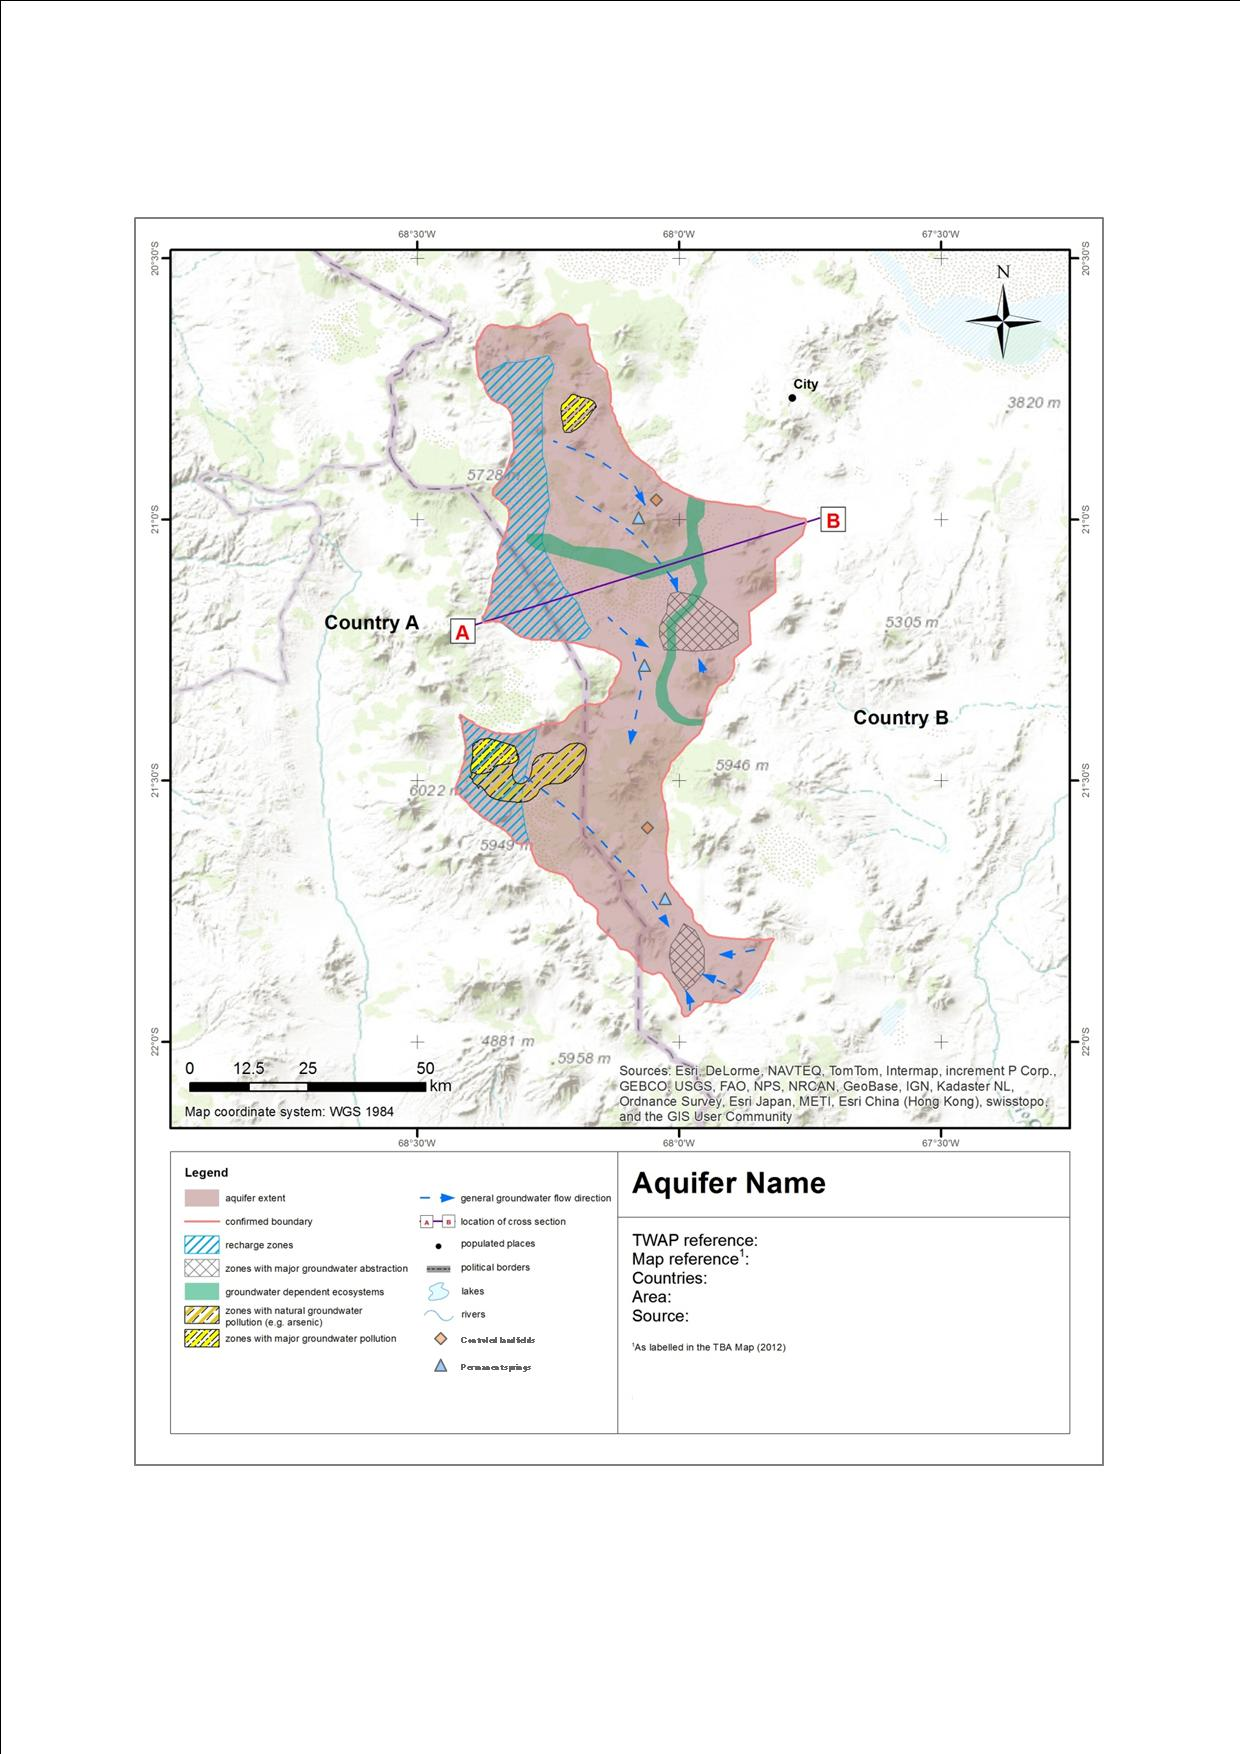 68°30'W 68°0'W 67°30'W
20°30'S 20°30'S
N
City
3820 m
5728
21°0'S 21°0'S
B
Country A
A
5305 m
Country B
5946 m
21°30'S 21°30'S
6022 m
5949 m
22°0'S 22°0'S
4881 m
5958 m
0 12.5 25 50
km
Map coordinate system: WGS 1984
Sources: Esri, DeLorme, NAVTEQ, TomTom, Intermap, increment P Corp.,
GEBCO, USGS, FAO, NPS, NRCAN, GeoBase, IGN, Kadaster NL,
Ordnance Survey, Esri Japan, METI, Esri China (Hong Kong), swisstopo,
and the GIS User Community
68°30'W 68°0'W 67°30'W
Legend
aquifer extent
confirmed boundary
recharge zones
zones with major groundwater abstraction
groundwater dependent ecosystems
zones with natural groundwater
pollution (e.g. arsenic)
zones with major groundwater pollution
general groundwater flow direction
A B location of cross section
populated places
political borders
lakes
rivers
Controled landfields
Permanent springs
Aquifer Name
TWAP reference:
Map reference¹:
Countries:
Area:
Source:
¹As labelled in the TBA Map (2012)